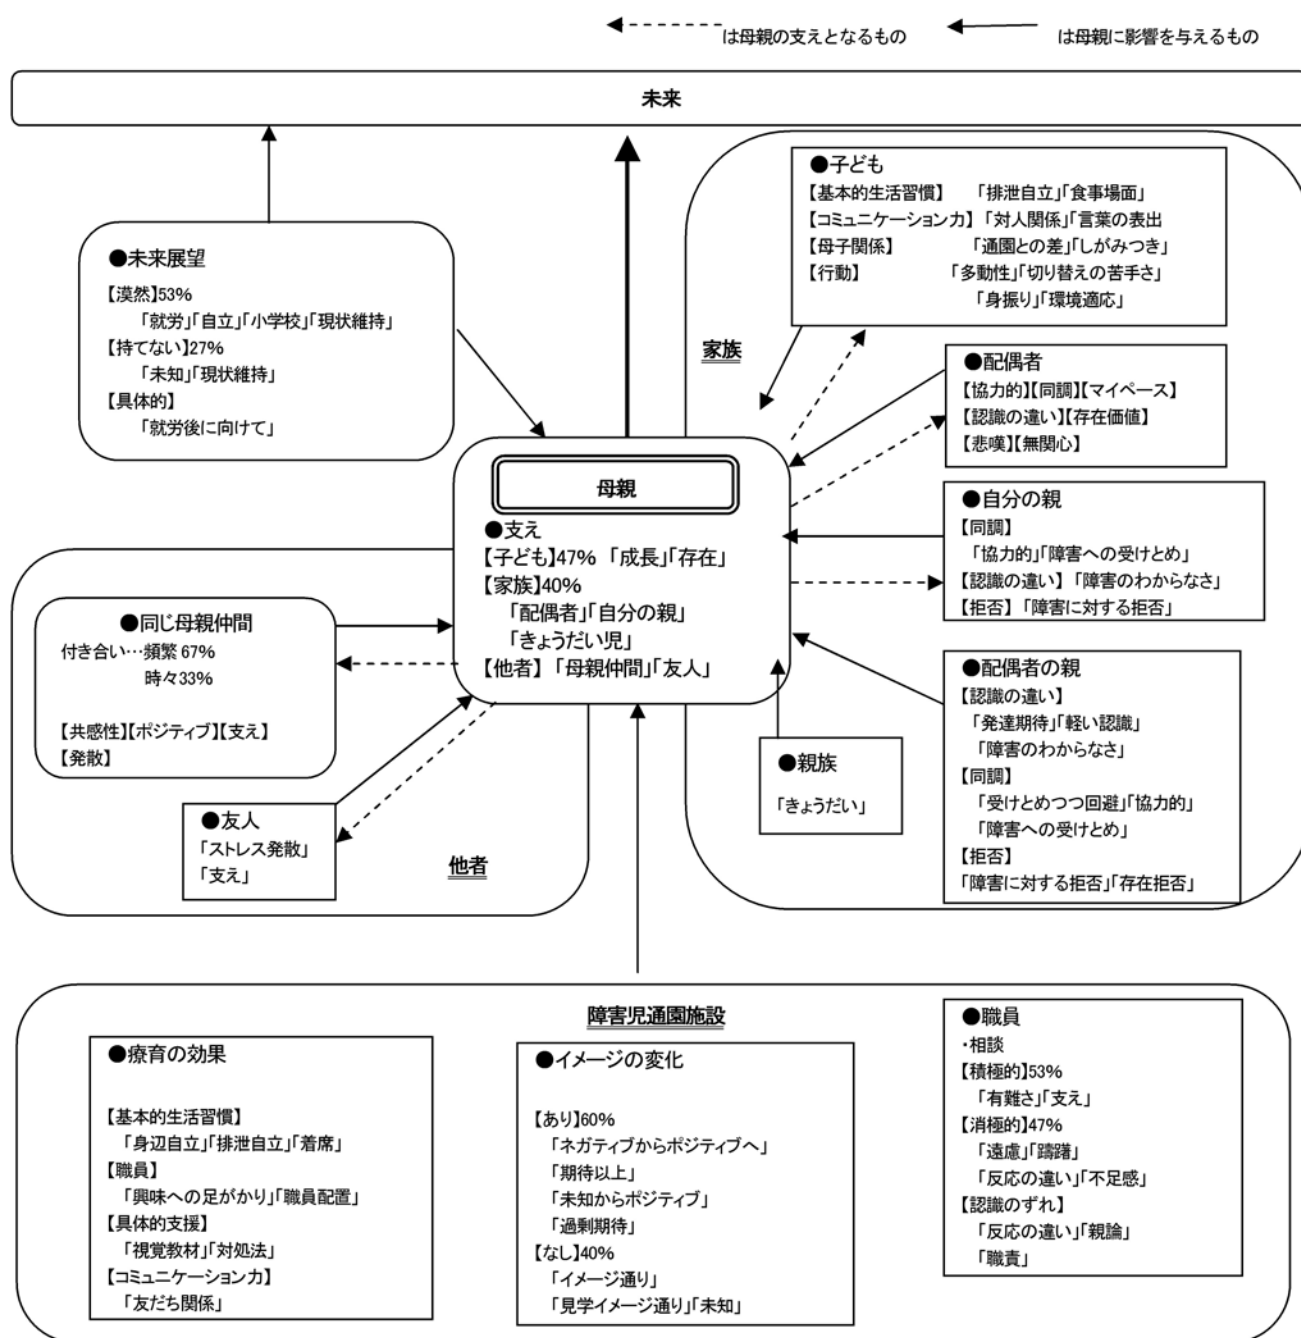 は母親の支えとなるもの
は母親に影響を与えるもの
未来
●子ども
【基本的生活習慣】 「排泄自立」「食事場面」
【コミュニケーション力】 「対人関係」「言葉の表出
【母子関係】 「通園との差」「しがみつき」
【行動】 「多動性」「切り替えの苦手さ」
「身振り」「環境適応」
●未来展望
【漠然】53%
「就労」「自立」「小学校」「現状維持」
【持てない】27%
「未知」「現状維持」
【具体的】
「就労後に向けて」
家族
●配偶者
【協力的】【同調】【マイペース】
【認識の違い】【存在価値】
【悲嘆】【無関心】
母親
●支え
【子ども】47% 「成長」「存在」
【家族】40%
「配偶者」「自分の親」
「きょうだい児」
【他者】 「母親仲間」「友人」
●自分の親
【同調】
「協力的」「障害への受けとめ」
【認識の違い】 「障害のわからなさ」
【拒否】 「障害に対する拒否」
●同じ母親仲間
付き合い…頻繁 67%
時々33%
【共感性】【ポジティブ】【支え】
【発散】
●配偶者の親
【認識の違い】
「発達期待」「軽い認識」
「障害のわからなさ」
【同調】
「受けとめつつ回避」「協力的」
「障害への受けとめ」
【拒否】
「障害に対する拒否」「存在拒否」
●親族
「きょうだい」
●友人
「ストレス発散」
「支え」
他者
障害児通園施設
●療育の効果
【基本的生活習慣】
「身辺自立」「排泄自立」「着席」
【職員】
「興味への足がかり」「職員配置」
【具体的支援】
「視覚教材」「対処法」
【コミュニケーション力】
「友だち関係」
●イメージの変化
【あり】60%
「ネガティブからポジティブへ」
「期待以上」
「未知からポジティブ」
「過剰期待」
【なし】40%
「イメージ通り」
「見学イメージ通り」「未知」
●職員
・相談
【積極的】53%
「有難さ」「支え」
【消極的】47%
「遠慮」「躊躇」
「反応の違い」「不足感」
【認識のずれ】
「反応の違い」「親論」
「職責」